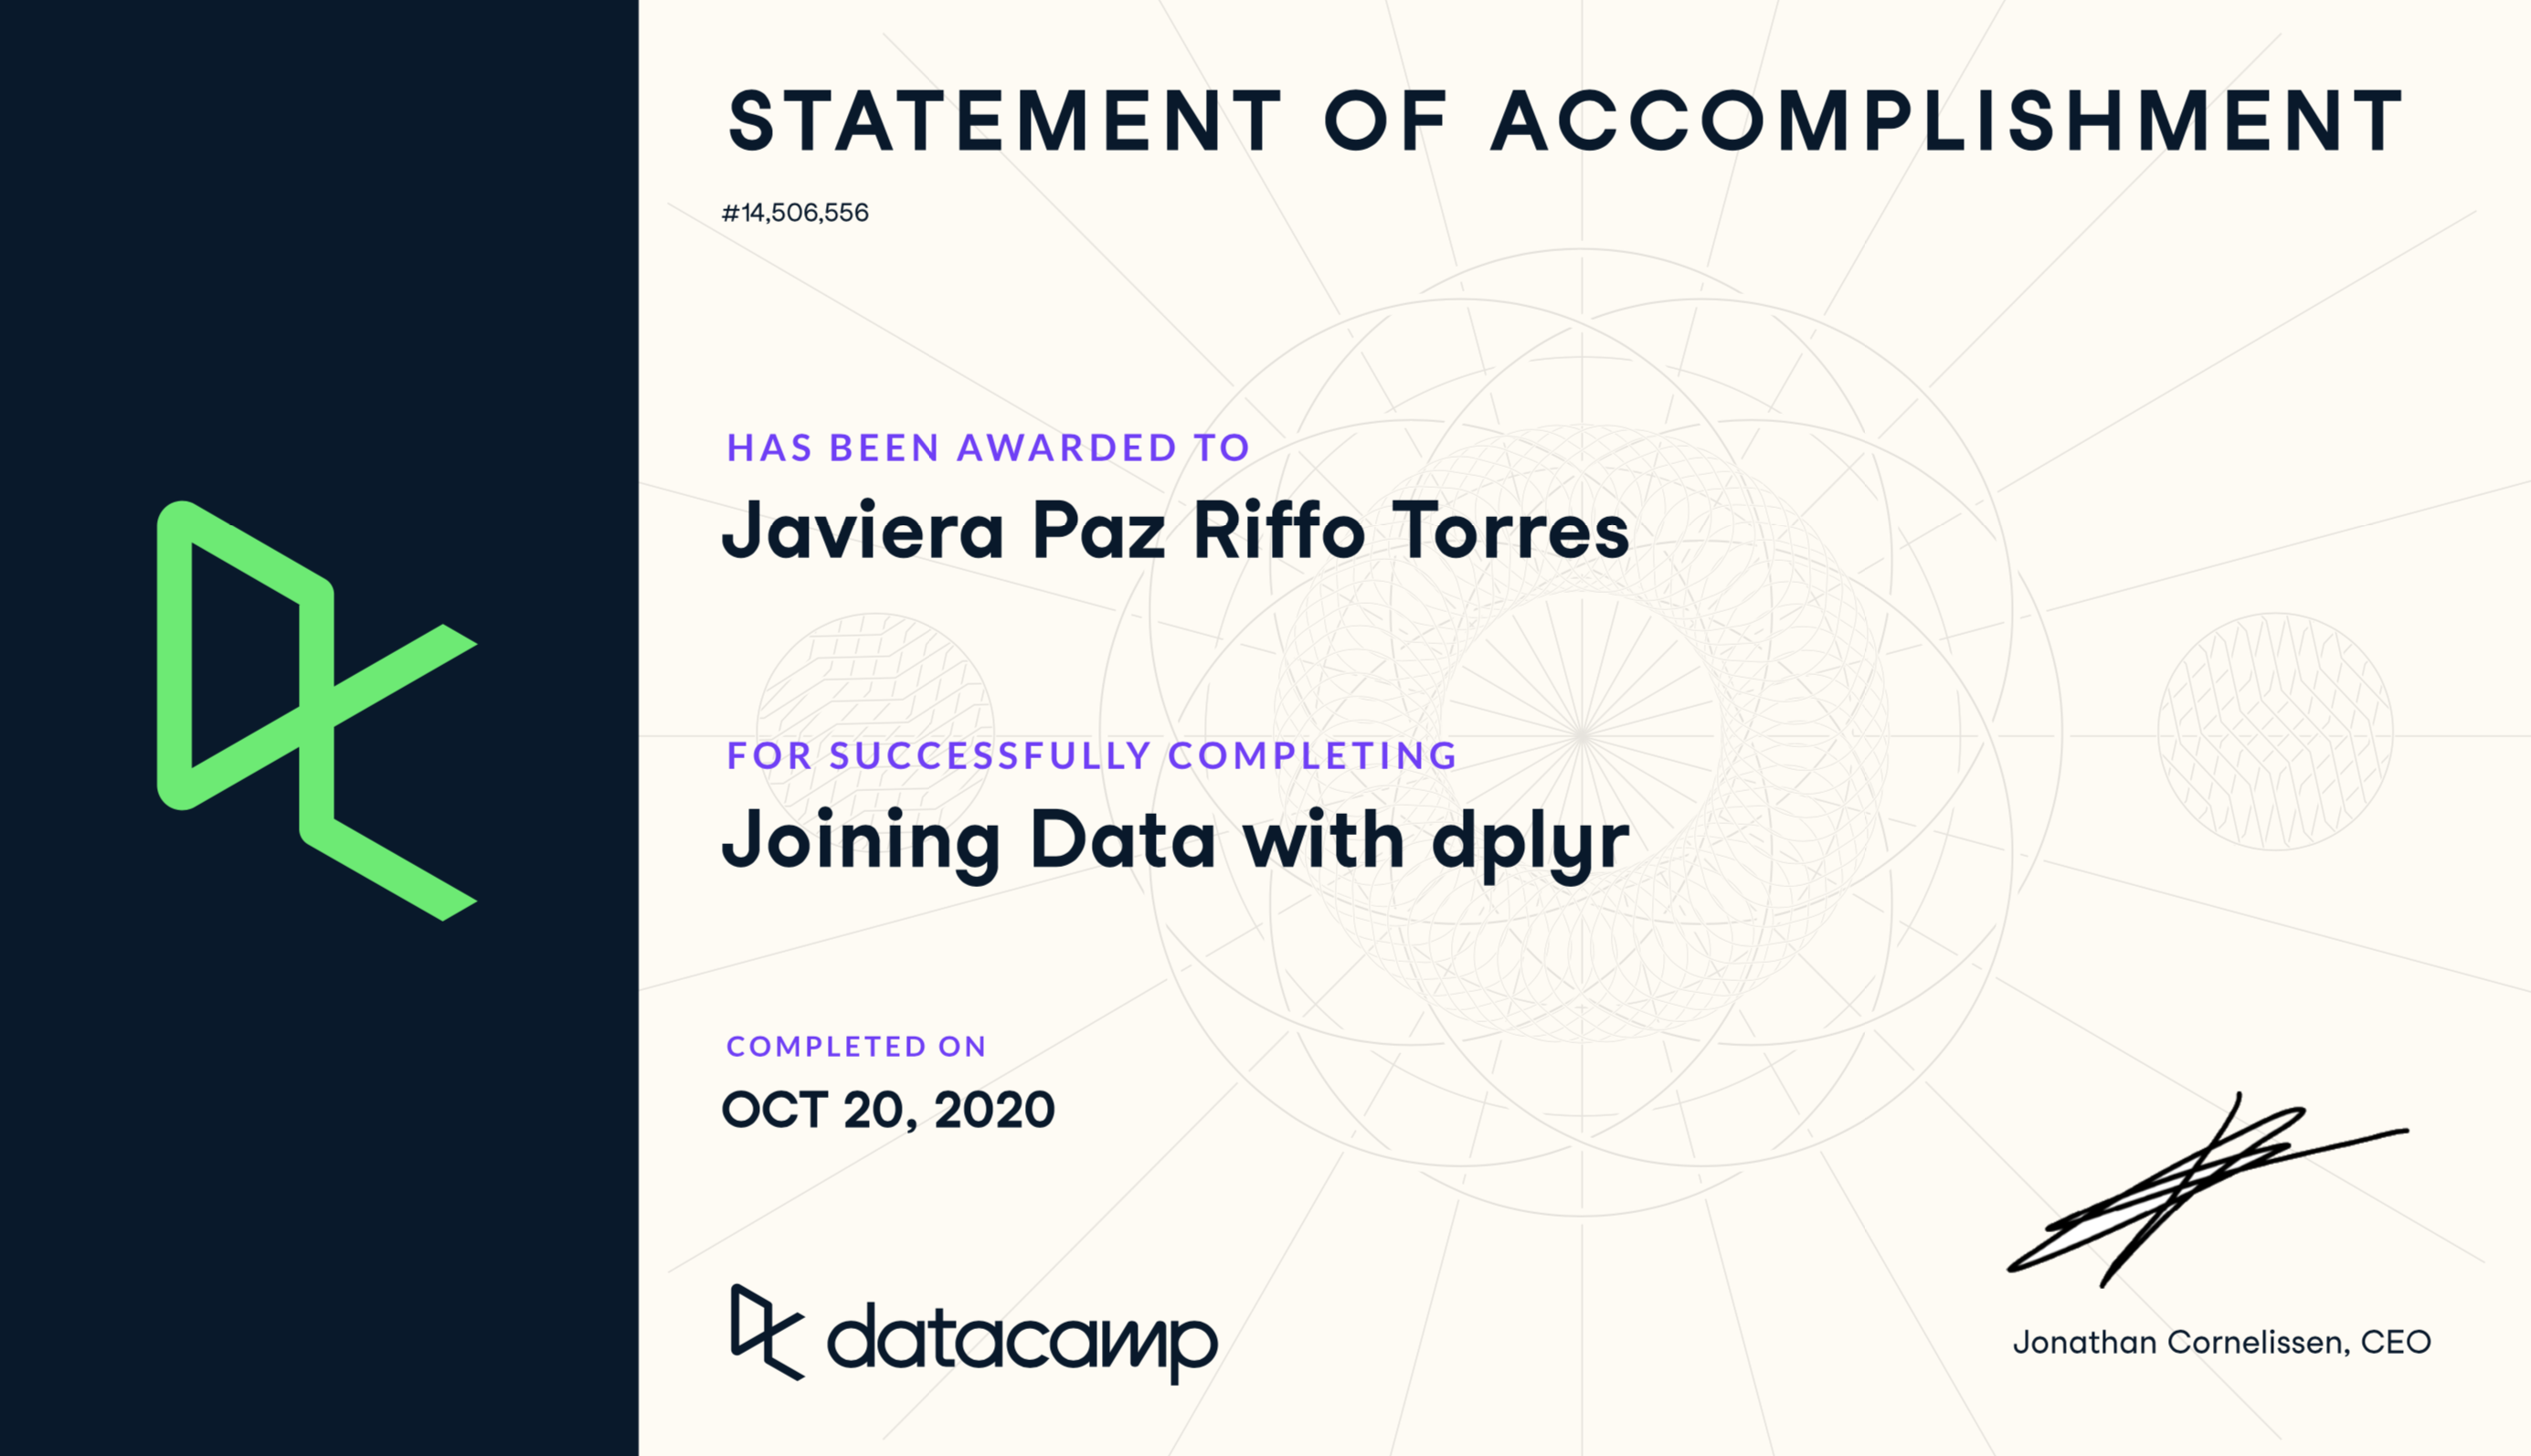 STATEMENT OF ACCOMPLISHMENT
#14,506,556
HAS BEEN AWARDED TO
Javiera Paz Riffo Torres
FOR SUCCESSFULLY COMPLETING
Joining Data with dplyr
COMPLETED ON
OCT 20, 2020
datacamp
Jonathan Cornelissen, CEO